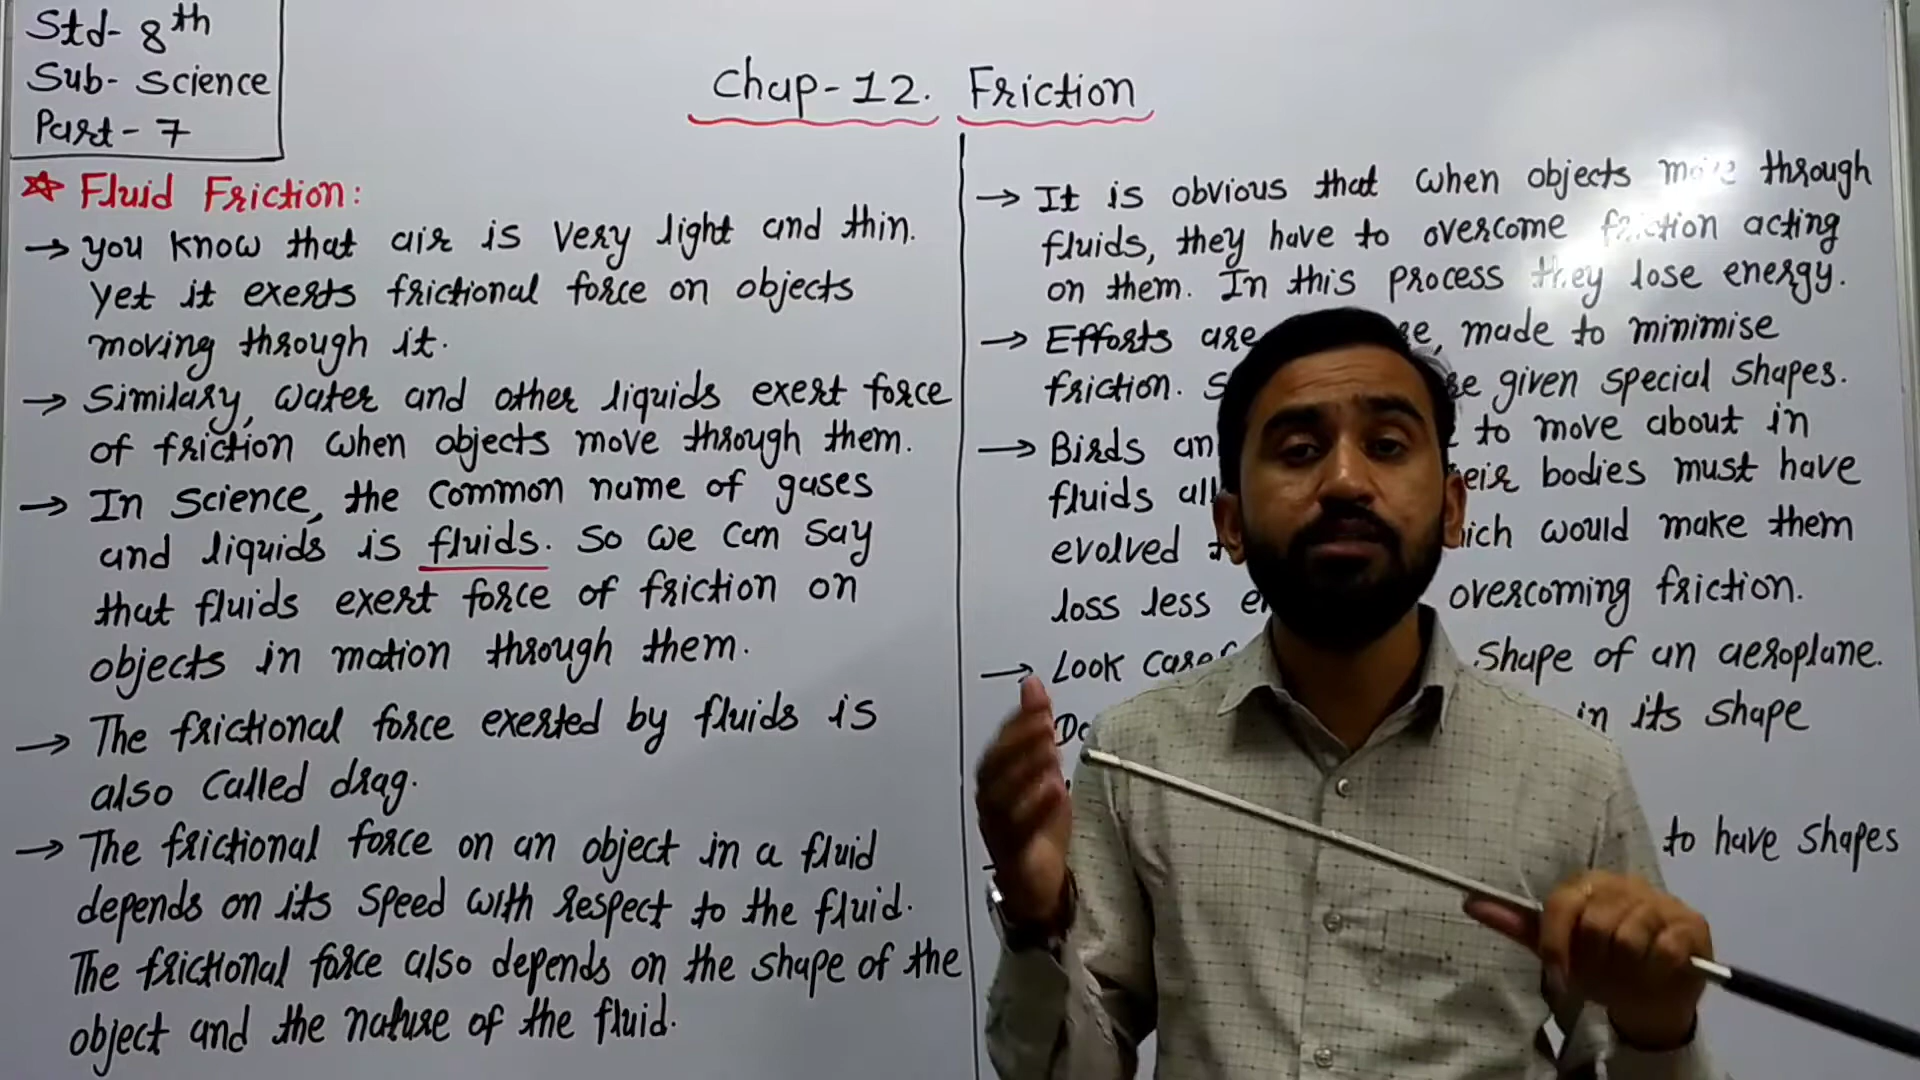 Std- 8th
Sub- Science
Part- 7
Chap-12. Friction
Fluid Friction:
→ you know that air is very light and thin.
Yet it exerts frictional force on objects
moving through it.
→ Similary, water and other liquids exert force
of friction when objects move through them.
→ In Science, the common name of gases
and liquids is fluids. So we can say
that fluids exert force of friction on
objects in motion through them.
→ The frictional force exerted by fluids is
also called drag.
→ The frictional force on an object in a fluid
depends on its speed with respect to the fluid.
The frictional force also depends on the shape of the
object and the nature of the fluid.
→ It is obvious that when objects move through
fluids, they have to overcome friction acting
on them. In this process they lose energy.
→ Efforts are made to minimise
friction. given special shapes.
→ Birds to move about in
fluids bodies must have
evolved would make them
loss less overcoming friction.
→ Look shape of an aeroplane.
in its shape
to have shapes